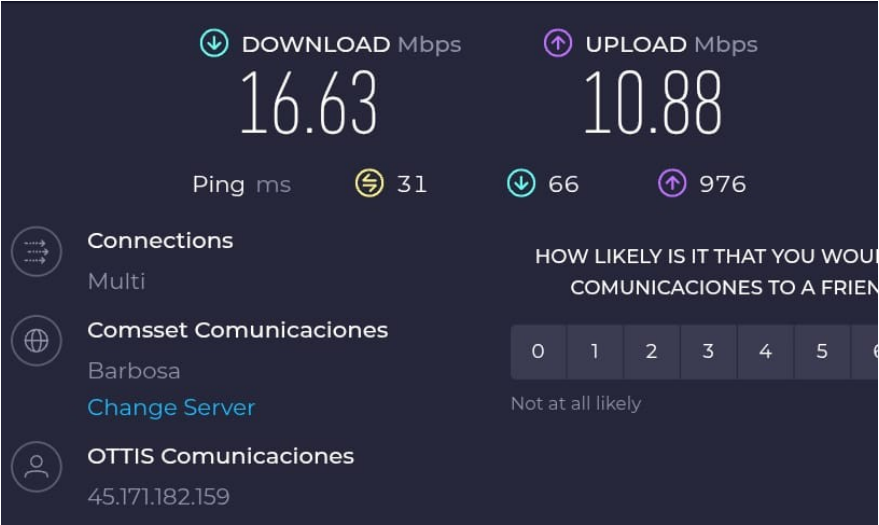 DOWNLOAD Mbps
16.63
UPLOAD Mbps
10.88
Ping ms 31 66 976
Connections
Multi
Comsset Comunicaciones
Barbosa
Change Server
OTTIS Comunicaciones
45.171.182.159
HOW LIKELY IS IT THAT YOU
COMUNICACIONES TO A
0 1 2 3 4 5
Not at all likely